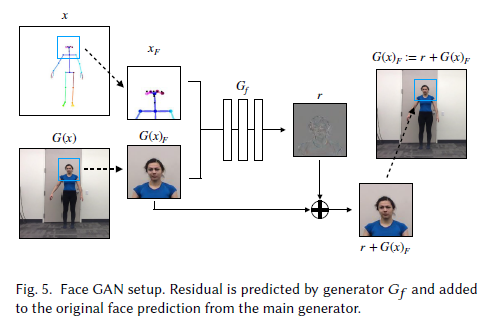 x
x_F
G_f
r
G(x)_F := r + G(x)_F
G(x)
G(x)_F
r + G(x)_F
Fig. 5. Face GAN setup. Residual is predicted by generator G_f and added
to the original face prediction from the main generator.